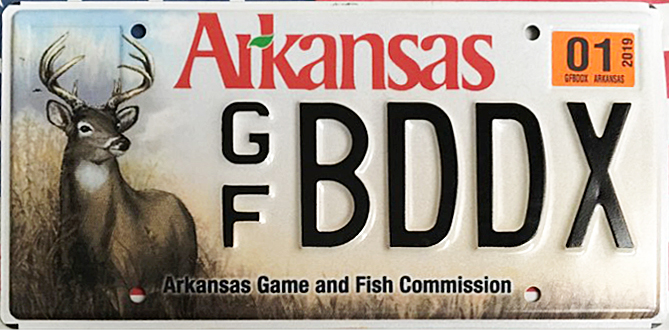 Arkansas
01 2019
GFBDDX ARKANSAS
GF BDDX
Arkansas Game and Fish Commission